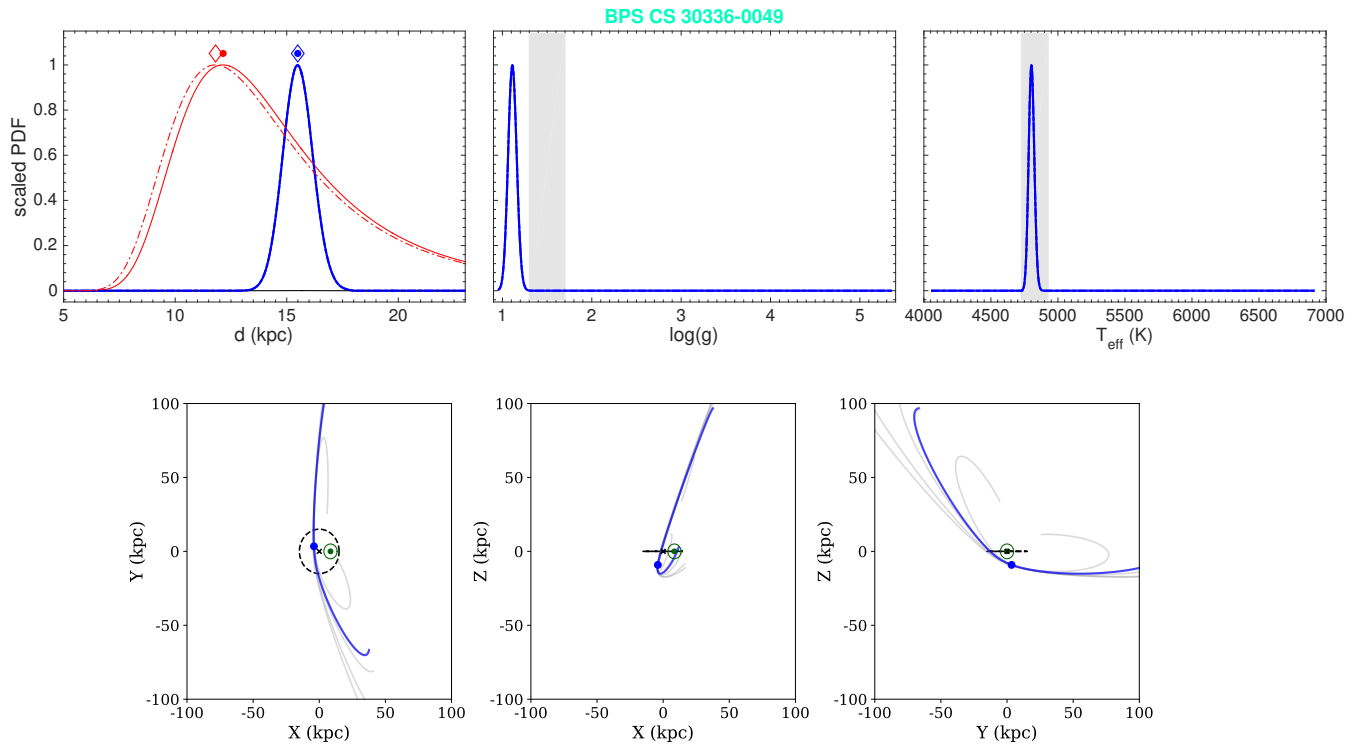 BPS CS 30336-0049
scaled PDF
1
0.8
0.6
0.4
0.2
0
5 10 15 20
d (kpc)
1 2 3 4 5
log(g)
4000 4500 5000 5500 6000 6500 7000
T_eff (K)
100
50
0
-50
-100
Y (kpc)
-100 -50 0 50 100
X (kpc)
100
50
0
-50
-100
Z (kpc)
-100 -50 0 50 100
X (kpc)
100
50
0
-50
-100
Z (kpc)
-100 -50 0 50 100
Y (kpc)